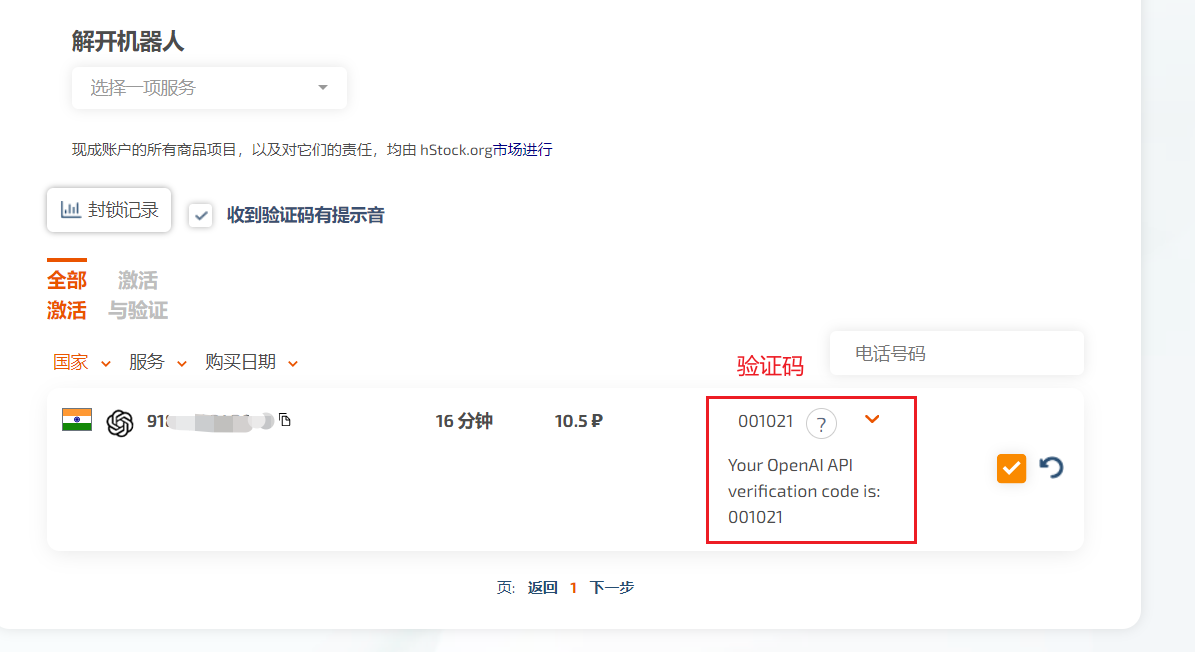 解开机器人
选择一项服务
现成账户的所有商品项目，以及对它们的责任，均由 hStock.org市场进行
封锁记录
收到验证码有提示音
全部
激活
激活
与验证
国家 服务 购买日期
验证码
电话号码
16 分钟
10.5 ₽
001021 ?
Your OpenAI API
verification code is:
001021
页: 返回 1 下一步